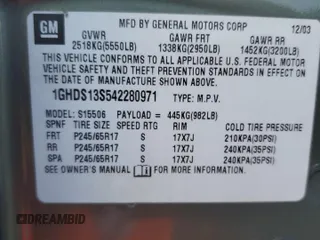 GM
MFD BY GENERAL MOTORS CORP 12/03
GVWR GAWR FRT GAWR RR
2518KG(5550LB) 1338KG(2950LB) 1452KG(3200LB)
THIS VEHICLE CONFORMS TO ALL APPLICABLE U.S. FEDERAL MOTOR
VEHICLE SAFETY AND THEFT PREVENTION STANDARDS IN EFFECT ON THE
DATE OF MANUFACTURE SHOWN ABOVE.
1GHDS13S542280971 TYPE: M.P.V.
MODEL: S15506 PAYLOAD = 445KG(982LB)
SPNF TIRE SIZE SPEED RTG RIM COLD TIRE PRESSURE
FRT P245/65R17 S 17X7J 210KPA(30PSI)
RR P245/65R17 S 17X7J 240KPA(35PSI)
SPA P245/65R17 S 17X7J 240KPA(35PSI)
SEE OWNER'S MANUAL FOR ADDITIONAL INFORMATION.
© DREAMBID